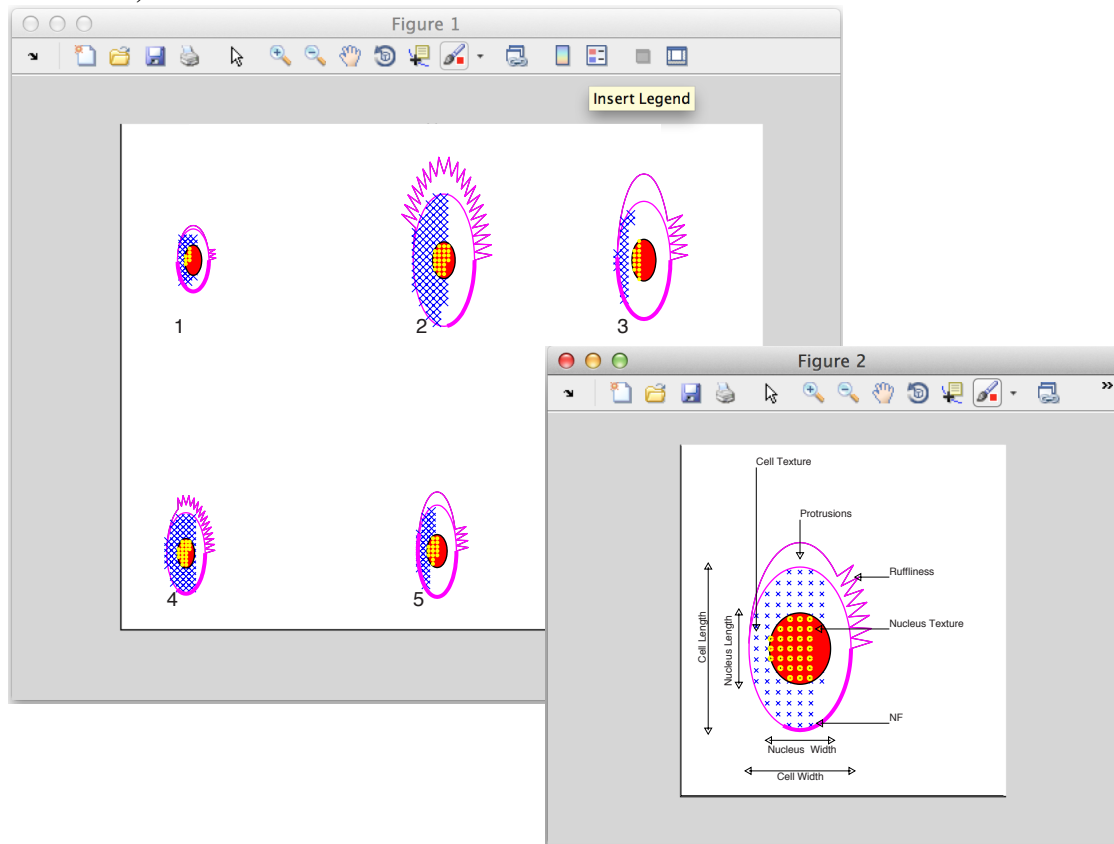 Figure 1
Insert Legend
1
2
3
4
5
Figure 2
Cell Texture
Protrusions
Ruffliness
Nucleus Texture
Cell Length
Nucleus Length
NF
Nucleus Width
Cell Width